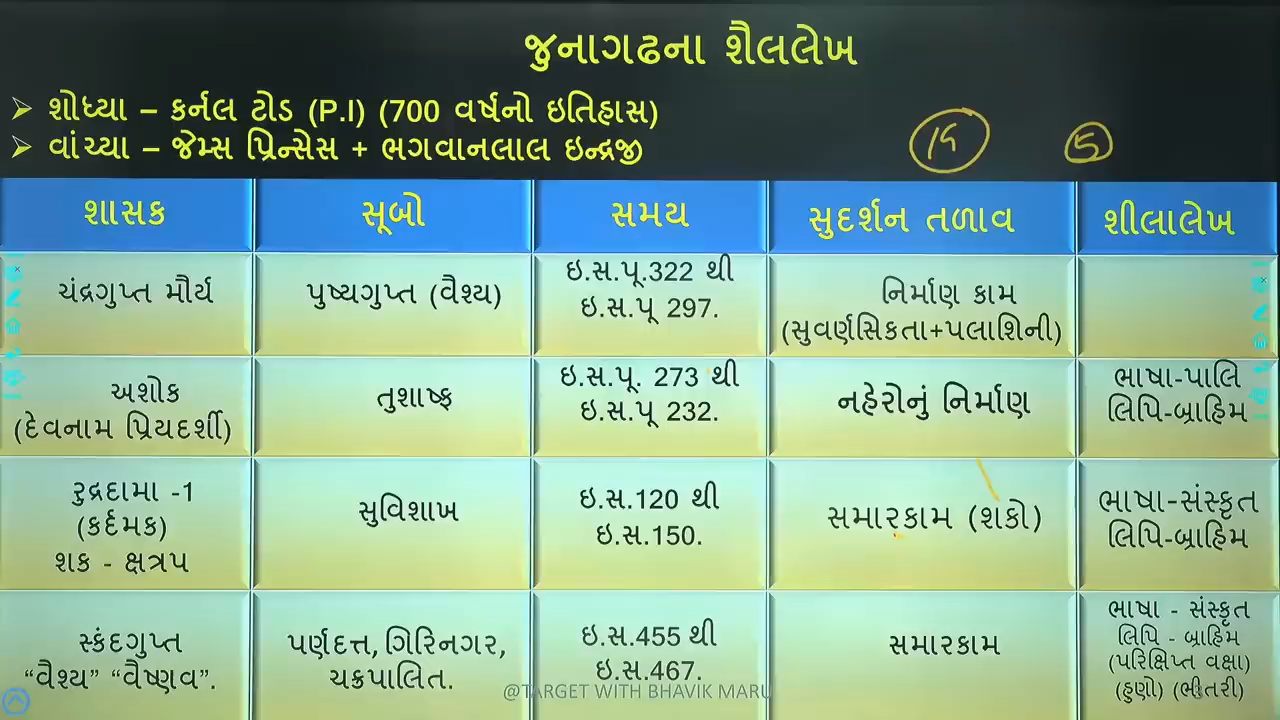 જુનાગઢના શૈલલેખ
➢ શોધ્યા – કર્નલ ટોડ (P.I) (700 વર્ષનો ઇતિહાસ)
➢ વાંચ્યા – જેમ્સ પ્રિન્સેસ + ભગવાનલાલ ઇન્દ્રજી
શાસક સૂબો સમય સુદર્શન તળાવ શીલાલેખ
ચંદ્રગુપ્ત મૌર્ય
પુષ્યગુપ્ત (વૈશ્ય)
ઇ.સ.પૂ.322 થી
ઇ.સ.પૂ 297.
નિર્માણ કામ
(સુવર્ણસિકતા+પલાશિની)
અશોક
(દેવનામ પ્રિયદર્શી)
તુશાષ્ફ
ઇ.સ.પૂ. 273 થી
ઇ.સ.પૂ 232.
નહેરોનું નિર્માણ
ભાષા-પાલિ
લિપિ-બ્રાહિમ
રુદ્રદામા -1
(કર્દમક)
શક - ક્ષત્રપ
સુવિશાખ
ઇ.સ.120 થી
ઇ.સ.150.
સમારકામ (શકો)
ભાષા-સંસ્કૃત
લિપિ-બ્રાહિમ
સ્કંદગુપ્ત
“વૈશ્ય” “વૈષ્ણવ”.
પર્ણદત્ત, ગિરિનગર,
ચક્રપાલિત.
ઇ.સ.455 થી
ઇ.સ.467.
સમારકામ
ભાષા - સંસ્કૃત
લિપિ - બ્રાહિમ
(પરિક્ષિપ્ત વક્ષા)
(હુણો) (ભીતરી)
@TARGET WITH BHAVIK MARU